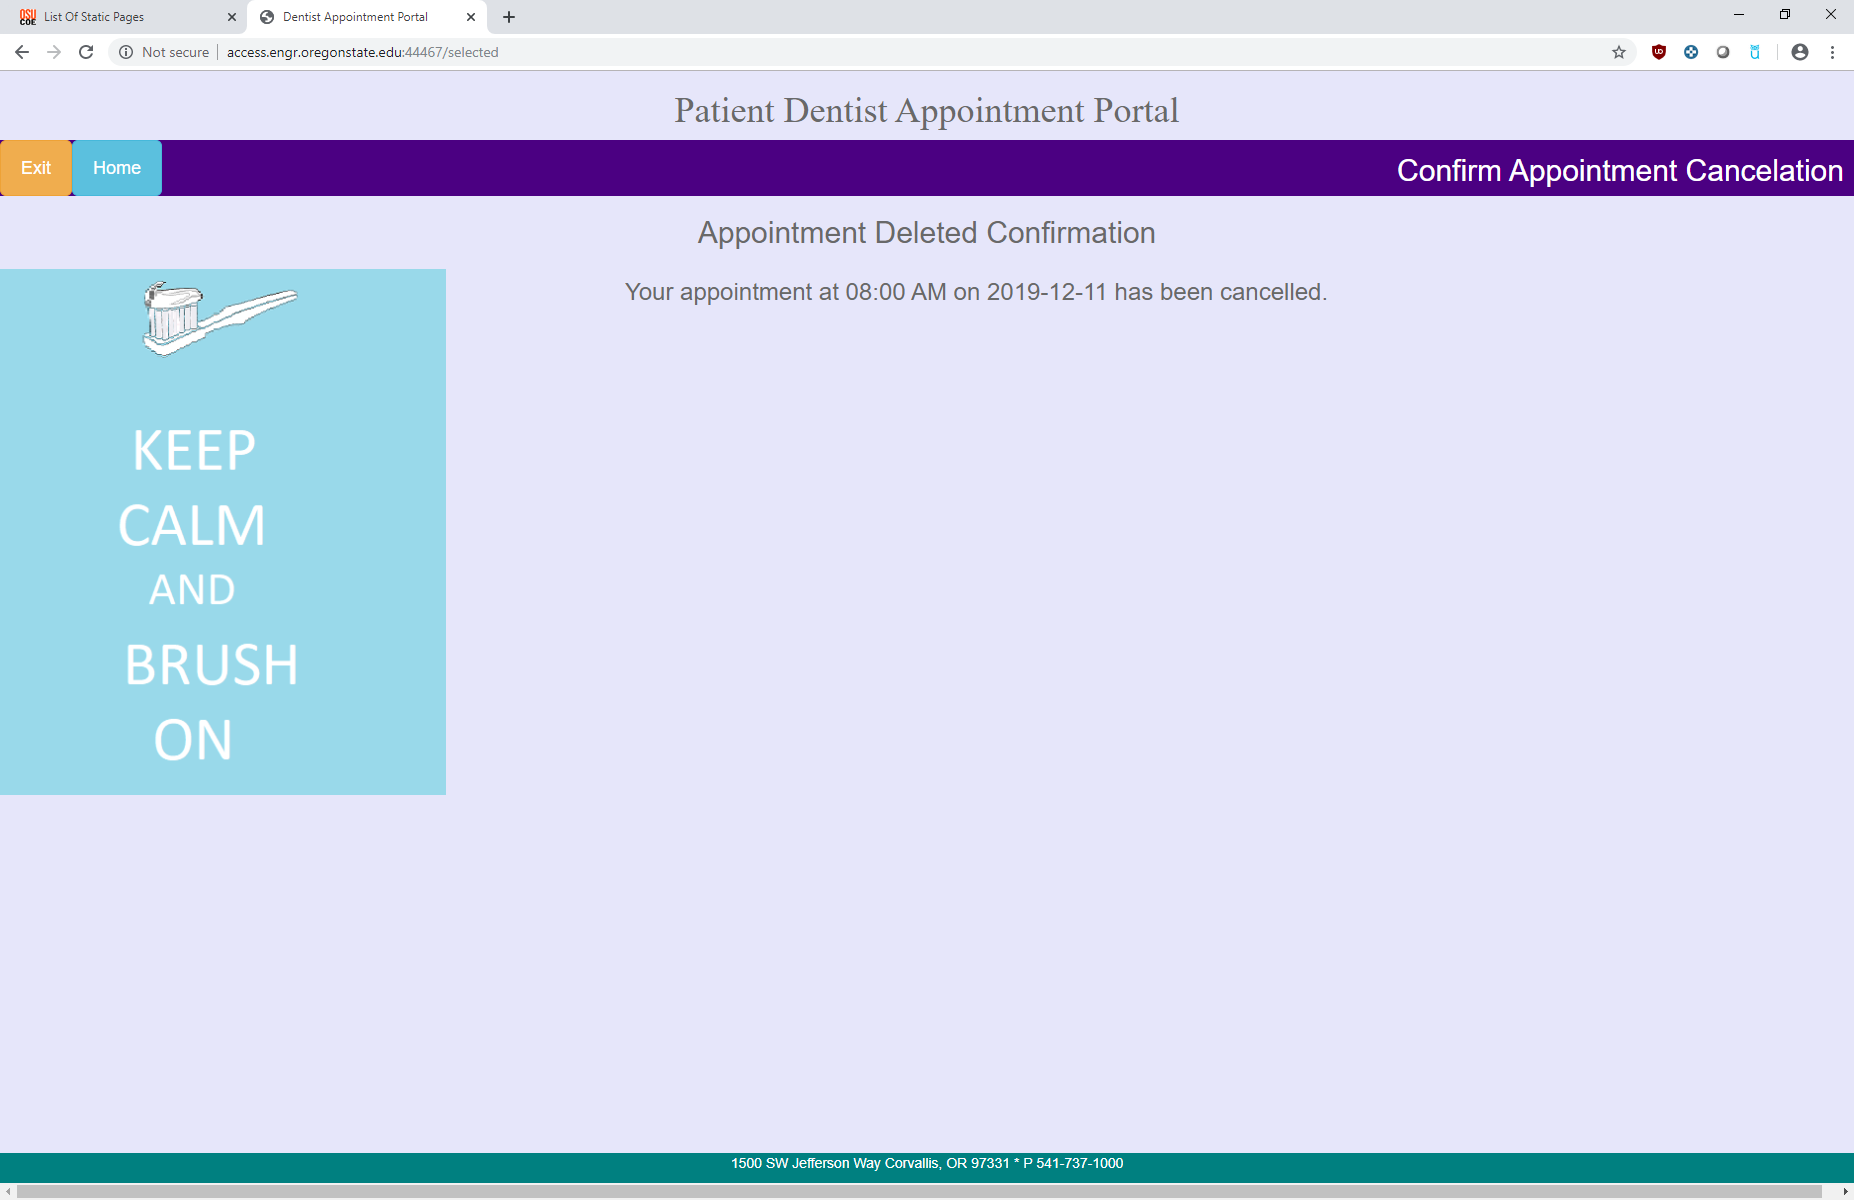 OSU
COE
List Of Static Pages
Dentist Appointment Portal
Not secure
access.engr.oregonstate.edu:44467/selected
Patient Dentist Appointment Portal
Exit
Home
Confirm Appointment Cancelation
Appointment Deleted Confirmation
Your appointment at 08:00 AM on 2019-12-11 has been cancelled.
KEEP
CALM
AND
BRUSH
ON
1500 SW Jefferson Way Corvallis, OR 97331 * P 541-737-1000